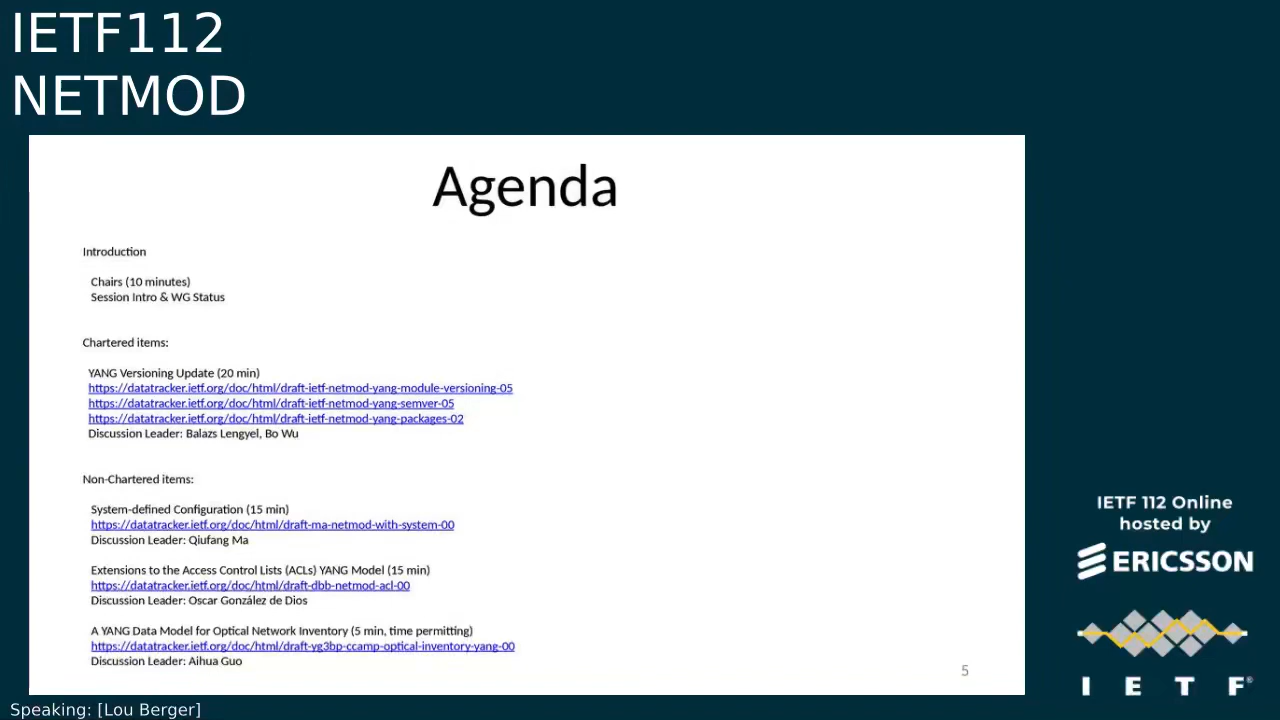 IETF112
NETMOD
Agenda
Introduction
Chairs (10 minutes)
Session Intro & WG Status
Chartered items:
YANG Versioning Update (20 min)
https://datatracker.ietf.org/doc/html/draft-ietf-netmod-yang-module-versioning-05
https://datatracker.ietf.org/doc/html/draft-ietf-netmod-yang-semver-05
https://datatracker.ietf.org/doc/html/draft-ietf-netmod-yang-packages-02
Discussion Leader: Balazs Lengyel, Bo Wu
Non-Chartered items:
System-defined Configuration (15 min)
https://datatracker.ietf.org/doc/html/draft-ma-netmod-with-system-00
Discussion Leader: Qiufang Ma
Extensions to the Access Control Lists (ACLs) YANG Model (15 min)
https://datatracker.ietf.org/doc/html/draft-dbb-netmod-acl-00
Discussion Leader: Oscar González de Dios
A YANG Data Model for Optical Network Inventory (5 min, time permitting)
https://datatracker.ietf.org/doc/html/draft-yg3bp-ccamp-optical-inventory-yang-00
Discussion Leader: Aihua Guo
5
IETF 112 Online
hosted by
ERICSSON
I E T F®
Speaking: [Lou Berger]